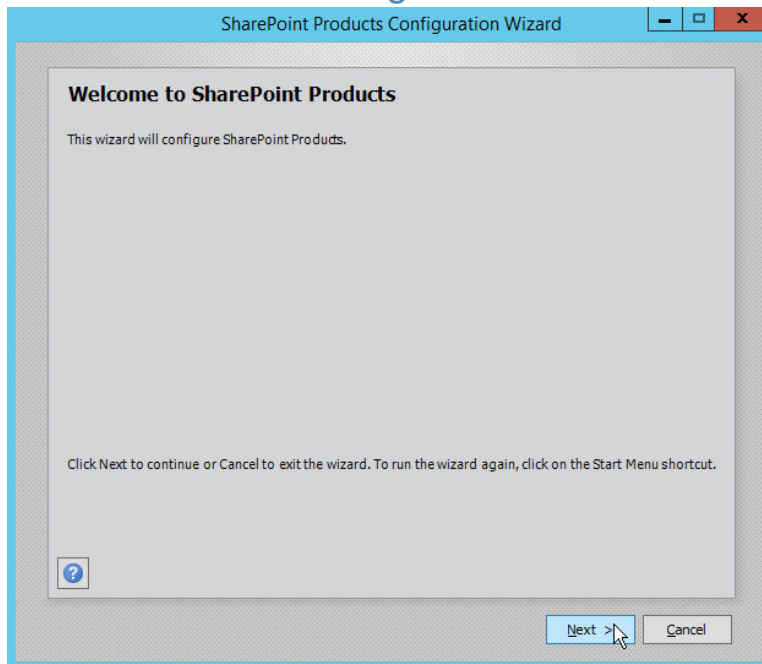 SharePoint Products Configuration Wizard
Welcome to SharePoint Products
This wizard will configure SharePoint Products.
Click Next to continue or Cancel to exit the wizard. To run the wizard again, click on the Start Menu shortcut.
?
Next >
Cancel